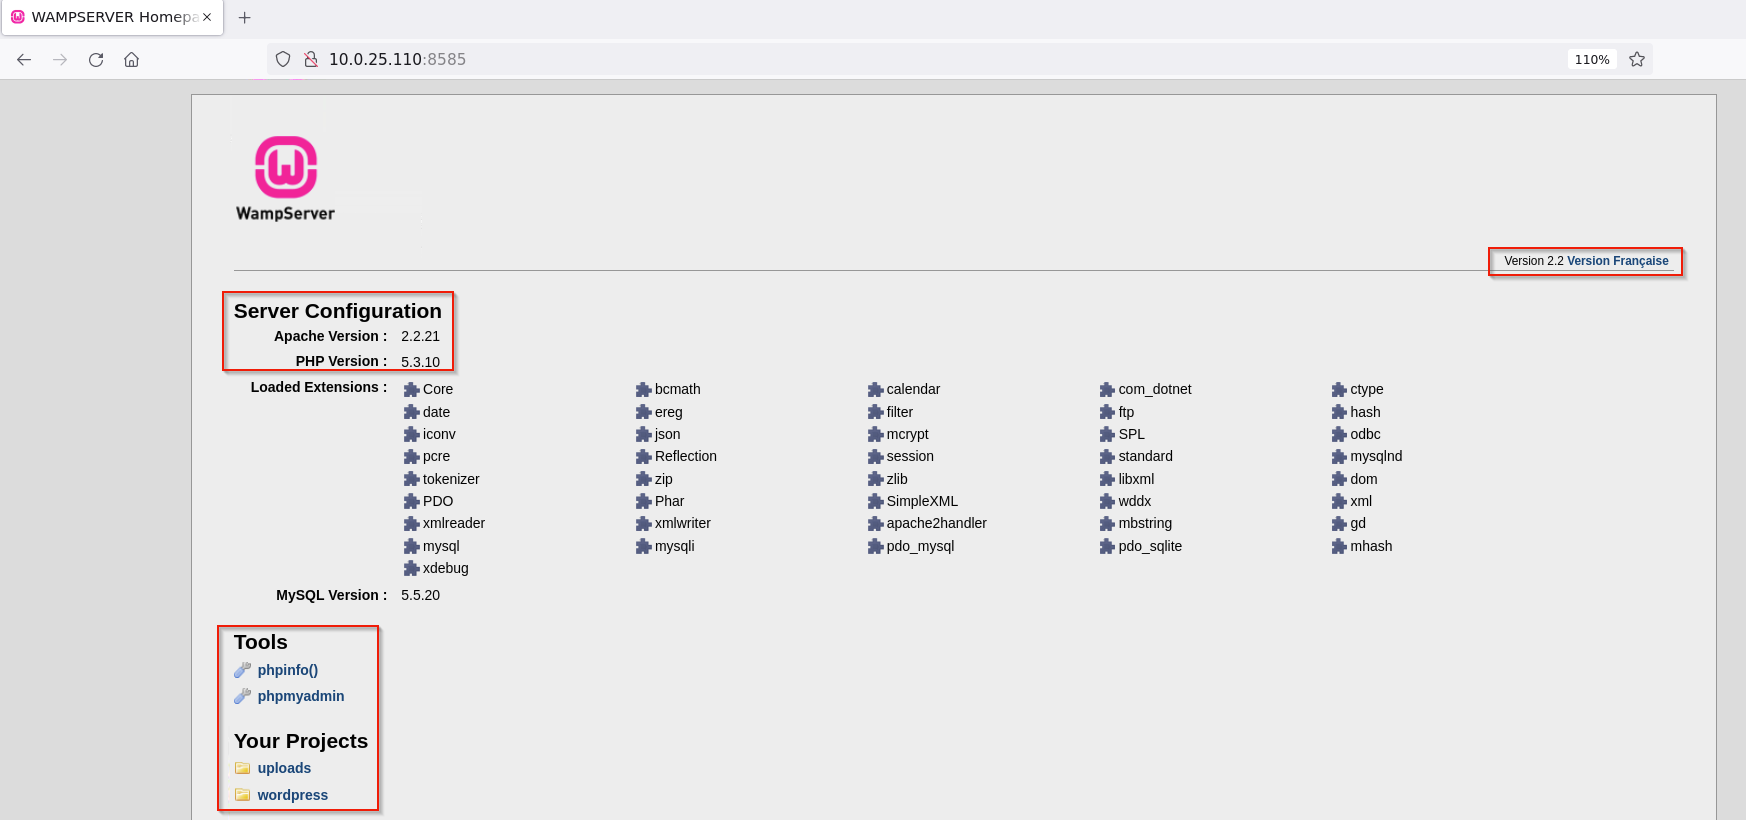 WAMPSERVER Homepa
10.0.25.110:8585
110%
WampServer
Version 2.2 Version Française
Server Configuration
Apache Version : 2.2.21
PHP Version : 5.3.10
Loaded Extensions : Core bcmath calendar com_dotnet ctype
date ereg filter ftp hash
iconv json mcrypt SPL odbc
pcre Reflection session standard mysqlnd
tokenizer zip zlib libxml dom
PDO Phar SimpleXML wddx xml
xmlreader xmlwriter apache2handler mbstring gd
mysql mysqli pdo_mysql pdo_sqlite mhash
xdebug
MySQL Version : 5.5.20
Tools
phpinfo()
phpmyadmin
Your Projects
uploads
wordpress